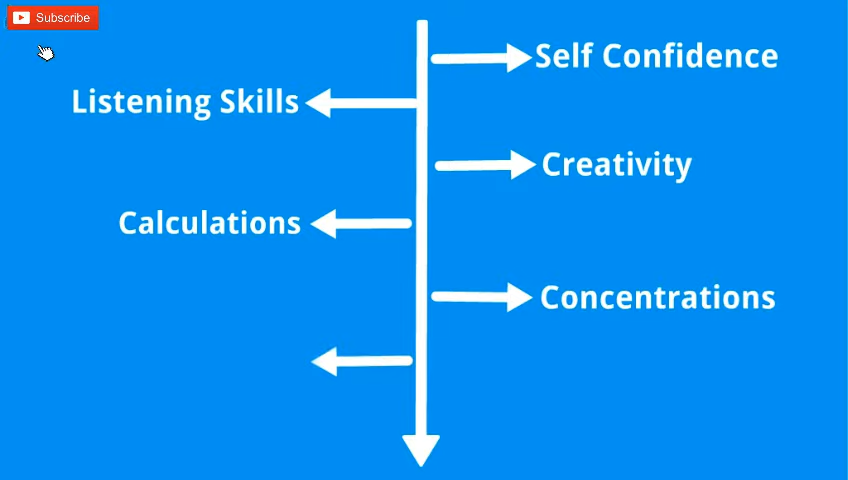 Subscribe
Self Confidence
Listening Skills
Creativity
Calculations
Concentrations